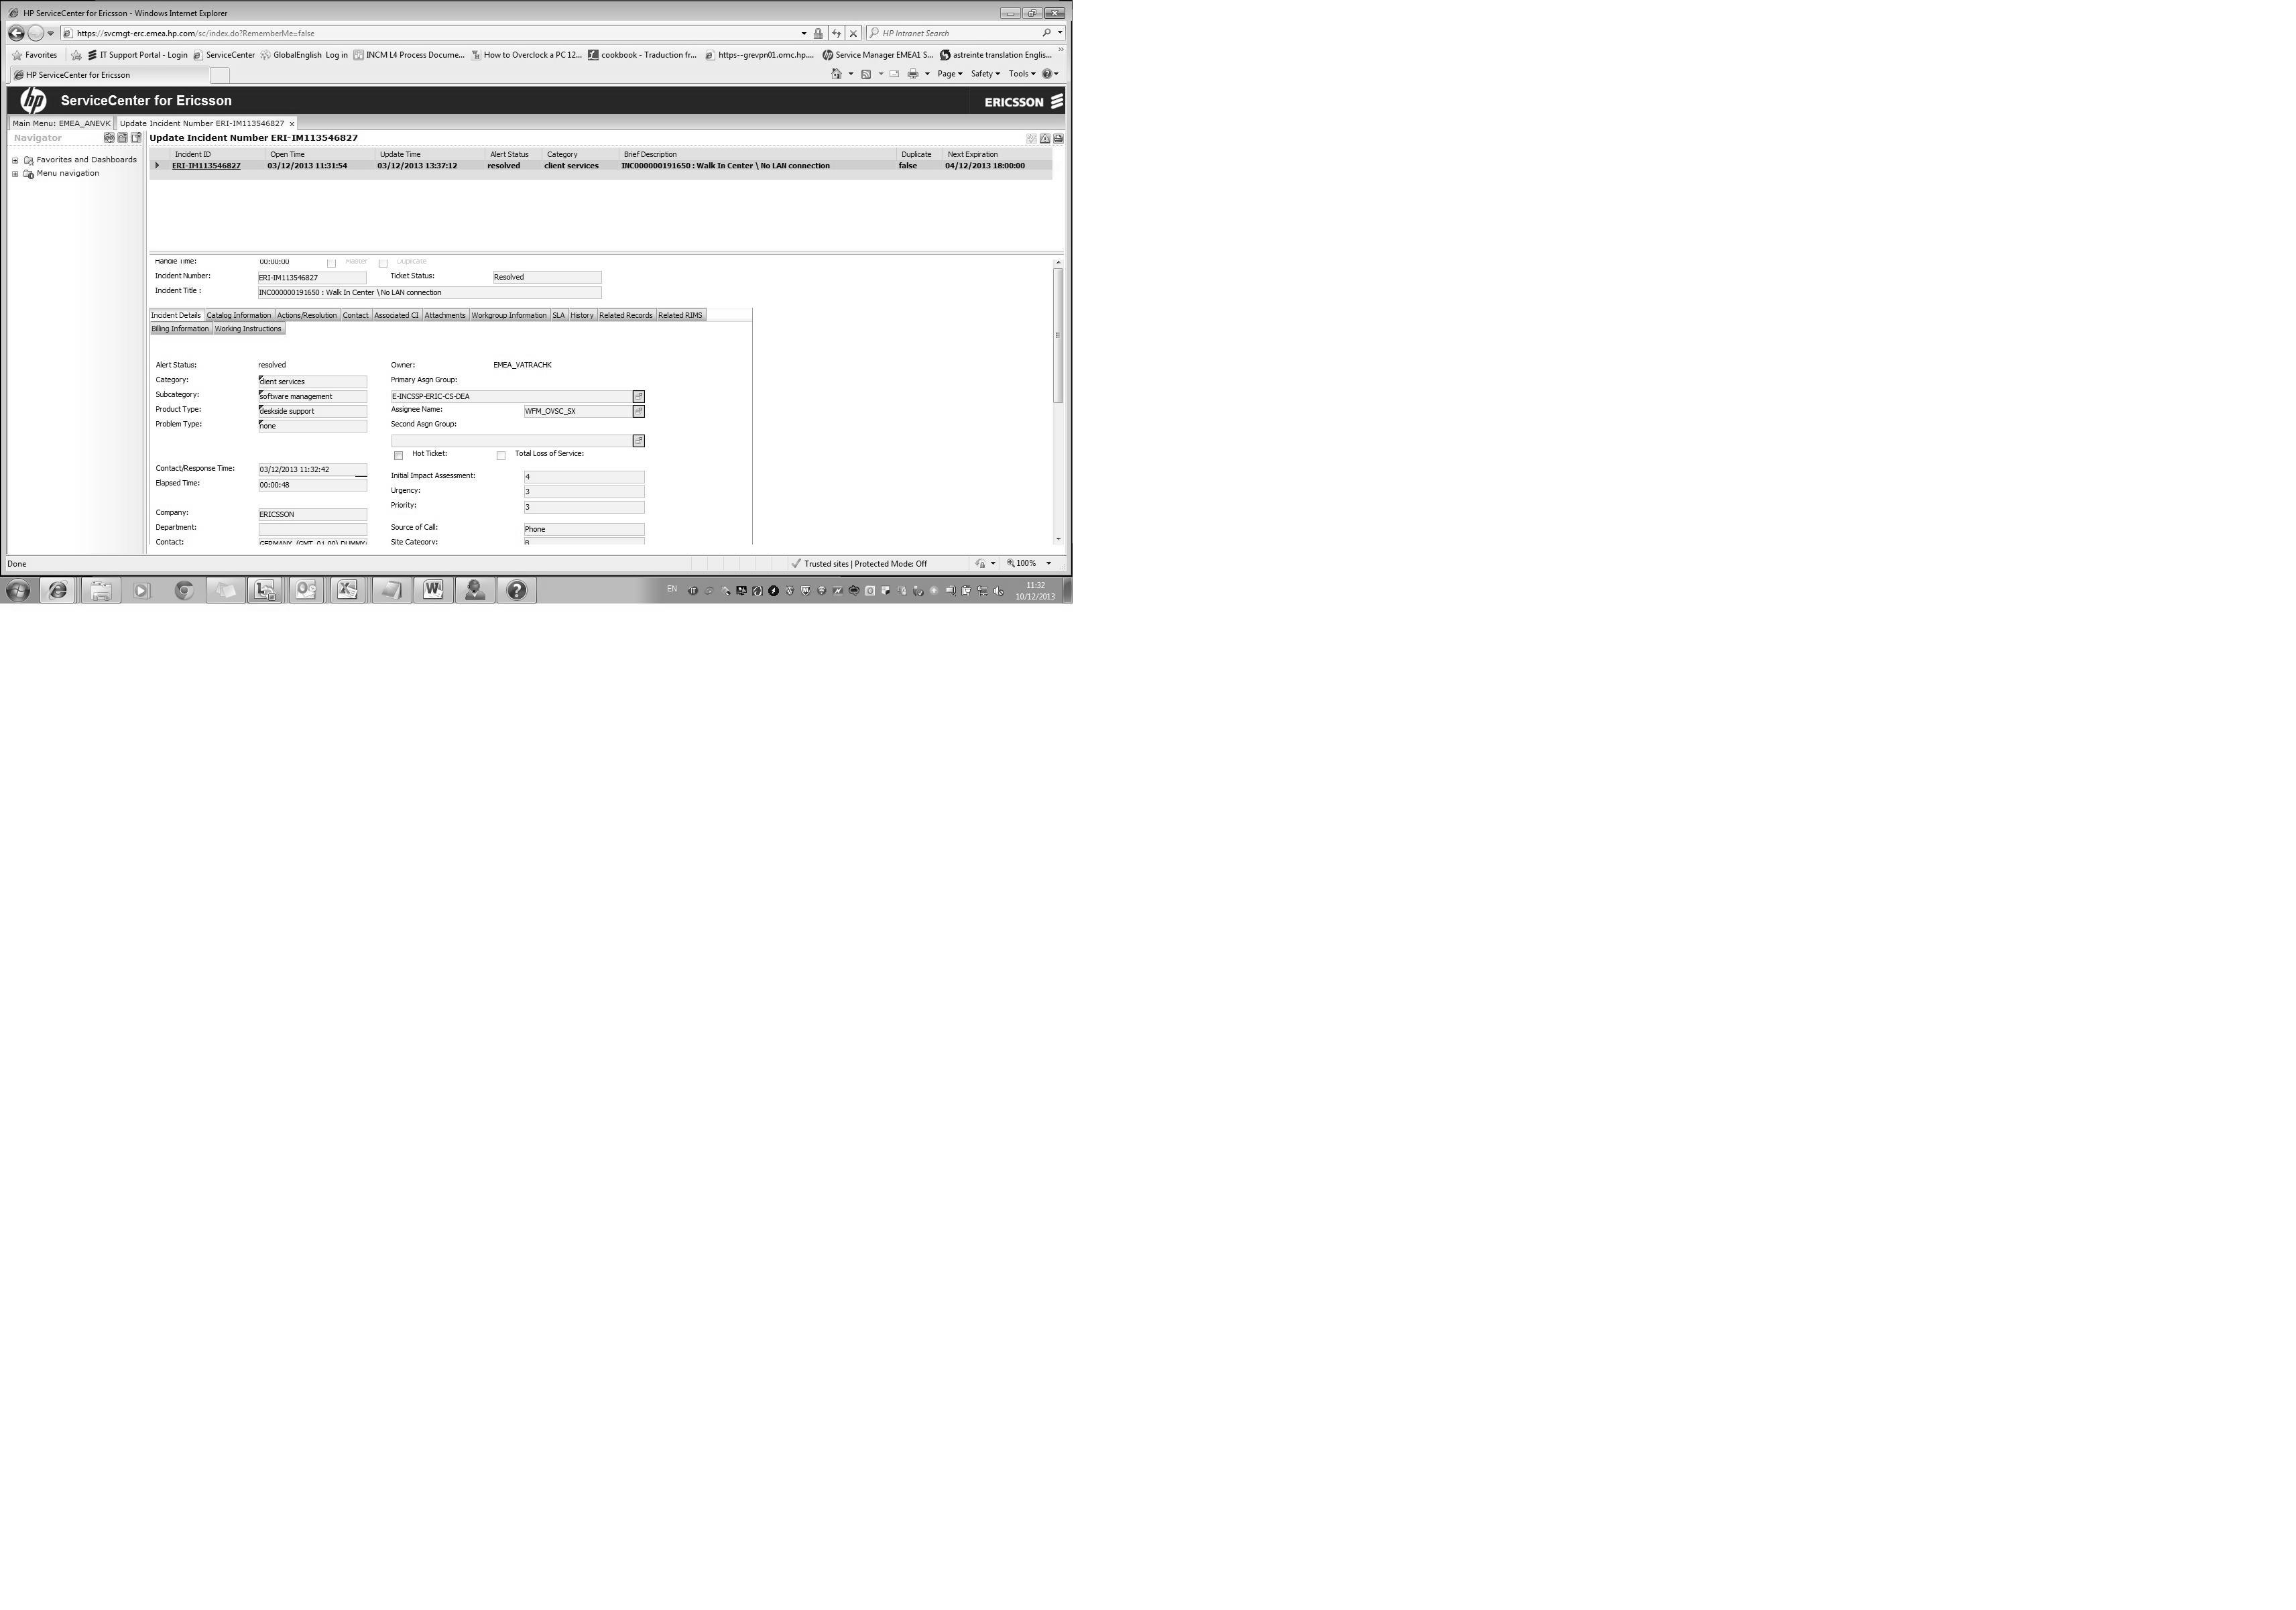 HP ServiceCenter for Ericsson - Windows Internet Explorer
https://svcmgt-erc.emea.hp.com/sc/index.do?RememberMe=false
HP Intranet Search
Favorites IT Support Portal - Login ServiceCenter GlobalEnglish Log in INCM L4 Process Docume... How to Overclock a PC 12... cookbook - Traduction fr... https--grevpn01.omc.hp.... Service Manager EMEA1 S... astreinte translation Englis...
HP ServiceCenter for Ericsson
Page Safety Tools
hp ServiceCenter for Ericsson ERICSSON
Main Menu: EMEA_ANEVK Update Incident Number ERI-IM113546827 x
Navigator
Favorites and Dashboards
Menu navigation
Update Incident Number ERI-IM113546827
Incident ID Open Time Update Time Alert Status Category Brief Description Duplicate Next Expiration
ERI-IM113546827 03/12/2013 11:31:54 03/12/2013 13:37:12 resolved client services INC000000191650 : Walk In Center \ No LAN connection false 04/12/2013 18:00:00
Handle Time: 00:00:00 Master Duplicate
Incident Number: ERI-IM113546827 Ticket Status: Resolved
Incident Title : INC000000191650 : Walk In Center \ No LAN connection
Incident Details Catalog Information Actions/Resolution Contact Associated CI Attachments Workgroup Information SLA History Related Records Related RIMS
Billing Information Working Instructions
Alert Status: resolved Owner: EMEA_VATRACHK
Category: client services Primary Asgn Group:
Subcategory: software management E-INCSSP-ERIC-CS-DEA
Product Type: deskside support Assignee Name: WFM_OVSC_SX
Problem Type: none Second Asgn Group:
Hot Ticket: Total Loss of Service:
Contact/Response Time: 03/12/2013 11:32:42 Initial Impact Assessment: 4
Elapsed Time: 00:00:48 Urgency: 3
Priority: 3
Company: ERICSSON
Department: Source of Call: Phone
Contact: GERMANY, (GMT_01.00) DUMMY Site Category: B
Done Trusted sites | Protected Mode: Off 100%
EN 11:32
10/12/2013